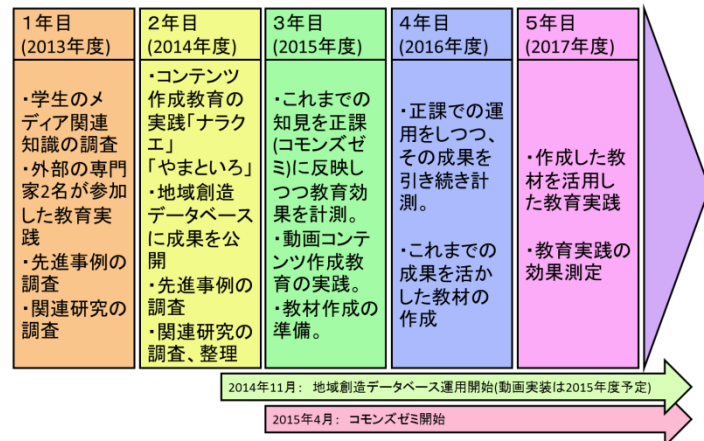 1年目
(2013年度)
・学生のメ
ディア関連
知識の調査
・外部の専門
家2名が参加
した教育実
践
・先進事例の
調査
・関連研究の
調査
2年目
(2014年度)
・コンテンツ
作成教育の
実践「ナラク
エ」
「やまといろ」
・地域創造
データベース
に成果を公
開
・先進事例の
調査
・関連研究の
調査、整理
3年目
(2015年度)
・これまでの
知見を正課
(コモンズゼ
ミ)に反映し
つつ教育効
果を計測。
・動画コンテ
ンツ作成教
育の実践。
・教材作成の
準備。
4年目
(2016年度)
・正課での運
用をしつつ、
その成果を
引き続き計
測。
・これまでの
成果を活か
した教材の
作成
5年目
(2017年度)
・作成した教
材を活用し
た教育実践
・教育実践の
効果測定
2014年11月: 地域創造データベース運用開始(動画実装は2015年度予定)
2015年4月: コモンズゼミ開始